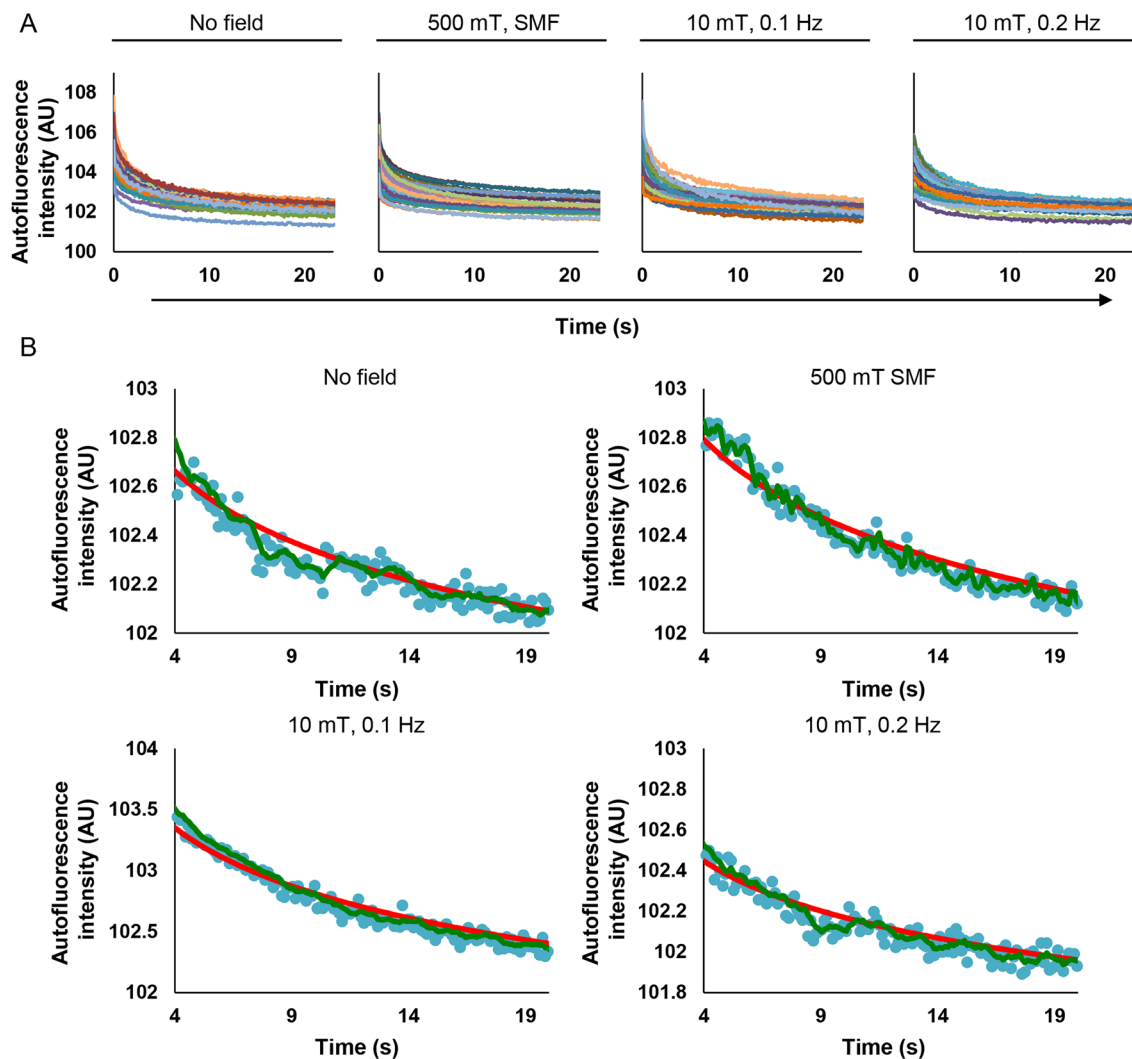 A
No field
500 mT, SMF
10 mT, 0.1 Hz
10 mT, 0.2 Hz
Autofluorescence
intensity (AU)
108
106
104
102
100
0 10 20
0 10 20
0 10 20
0 10 20
Time (s)
B
No field
Autofluorescence
intensity (AU)
103
102.8
102.6
102.4
102.2
102
4 9 14 19
Time (s)
500 mT SMF
Autofluorescence
intensity (AU)
103
102.8
102.6
102.4
102.2
102
4 9 14 19
Time (s)
10 mT, 0.1 Hz
Autofluorescence
intensity (AU)
104
103.5
103
102.5
102
4 9 14 19
Time (s)
10 mT, 0.2 Hz
Autofluorescence
intensity (AU)
103
102.8
102.6
102.4
102.2
102
101.8
4 9 14 19
Time (s)